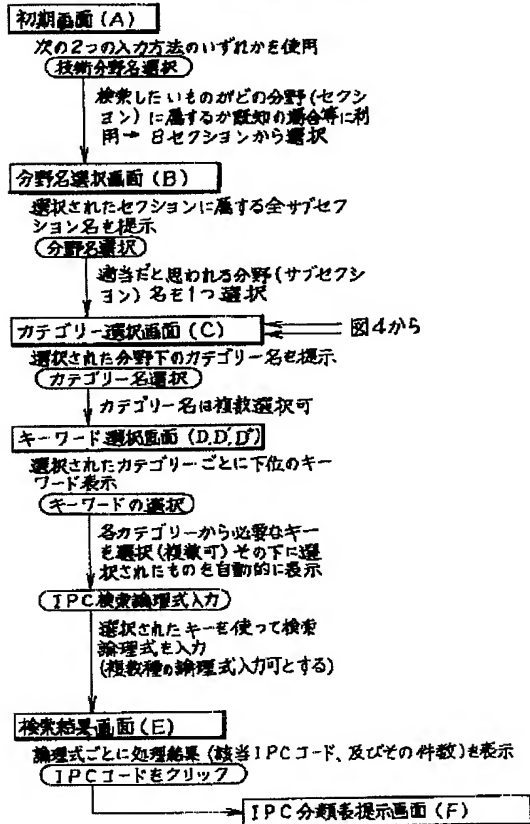 初期画面(A)
次の2つの入力方法のいずれかを使用
技術分野名選択
検索したいものがどの分野(セクシ
ョン)に属するか既知の場合等に利
用→8セクションから選択
分野名選択画面(B)
選択されたセクションに属する全サブセク
ション名を提示
分野名選択
適当だと思われる分野(サブセクシ
ョン)名を1つ選択
カテゴリー選択画面(C)
図4から
選択された分野下のカテゴリー名を提示
カテゴリー名選択
カテゴリー名は複数選択可
キーワード選択画面(D,D',D")
選択されたカテゴリーごとに下位のキー
ワード表示
キーワードの選択
各カテゴリーから必要なキー
を選択(複数可)その下に選
択されたものを自動的に表示
IPC検索論理式入力
選択されたキーを使って検索
論理式を入力
(複数種の論理式入力可とする)
検索結果画面(E)
論理式ごとに処理結果(該当IPCコード、及びその件数)を表示
IPCコードをクリック
IPC分類表提示画面(F)